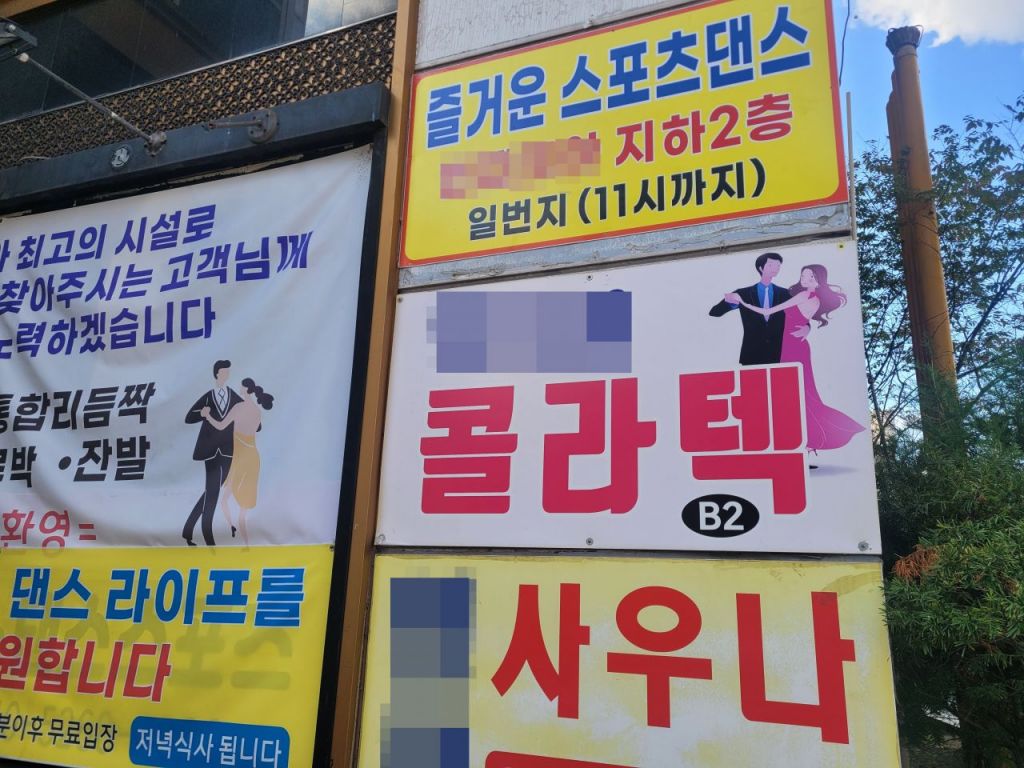 최고의 시설로
찾아주시는 고객님께
노력하겠습니다
통합리듬짝
•잔발
환영=
댄스 라이프를
원합니다
분이후 무료입장
저녁식사 됩니다
즐거운 스포츠댄스
지하2층
일번지(11시까지)
콜라텍
B2
사우나